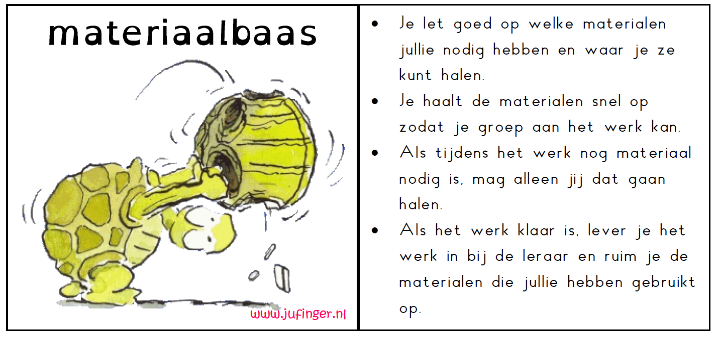 materiaalbaas
www.jufinger.nl
• Je let goed op welke materialen
jullie nodig hebben en waar je ze
kunt halen.
• Je haalt de materialen snel op
zodat je groep aan het werk kan.
• Als tijdens het werk nog materiaal
nodig is, mag alleen jij dat gaan
halen.
• Als het werk klaar is, lever je het
werk in bij de leraar en ruim je de
materialen die jullie hebben gebruikt
op.